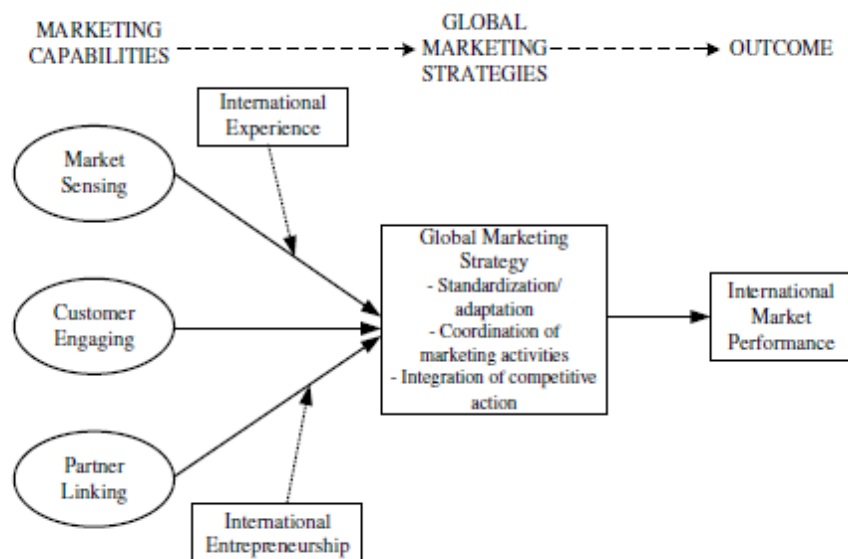 MARKETING
CAPABILITIES
GLOBAL
MARKETING
STRATEGIES
OUTCOME
International
Experience
Market
Sensing
Customer
Engaging
Partner
Linking
Global Marketing
Strategy
- Standardization/
adaptation
- Coordination of
marketing activities
- Integration of competitive
action
International
Market
Performance
International
Entrepreneurship